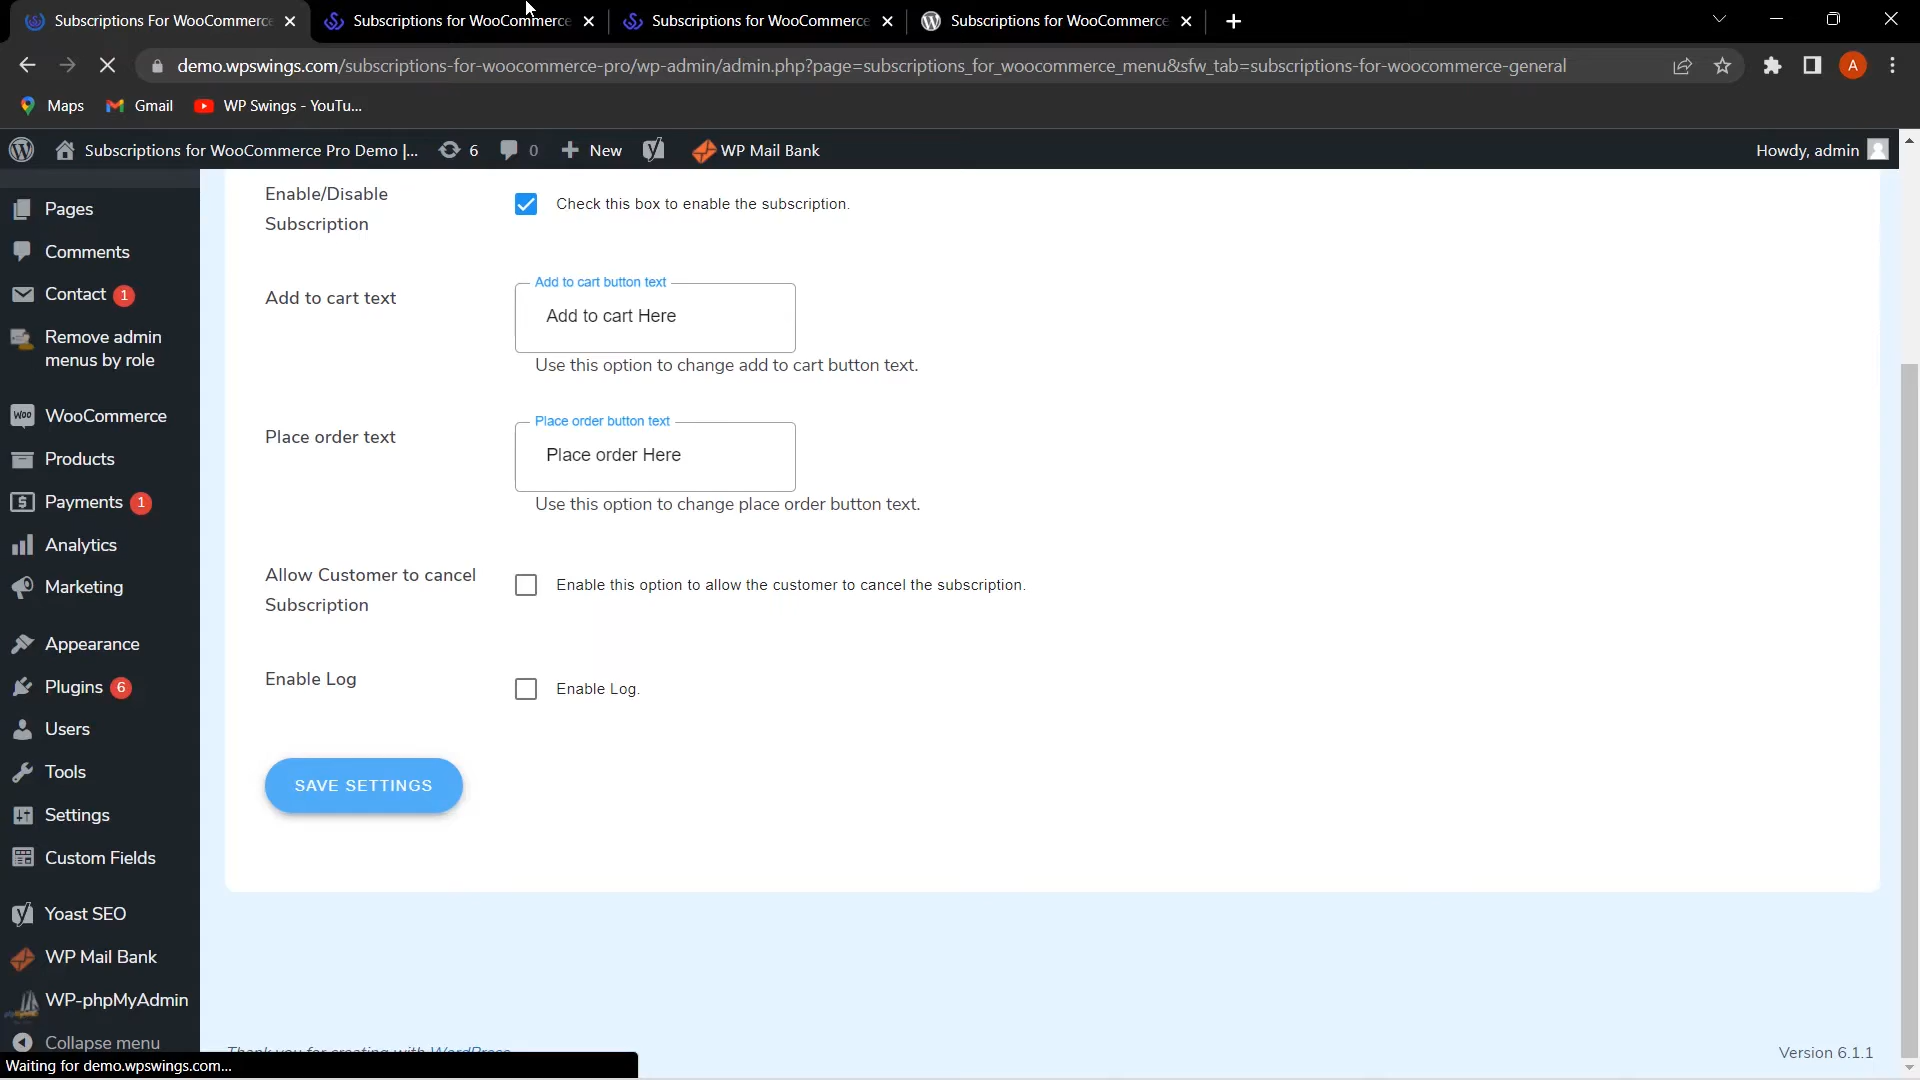 Subscriptions For WooCommerce
Subscriptions for WooCommerce
Subscriptions for WooCommerce
Subscriptions for WooCommerce
demo.wpswings.com/subscriptions-for-woocommerce-pro/wp-admin/admin.php?page=subscriptions_for_woocommerce_menu&sfw_tab=subscriptions-for-woocommerce-general
A
Maps
Gmail
WP Swings - YouTu...
Subscriptions for WooCommerce Pro Demo |...
6
0
New
WP Mail Bank
Howdy, admin
Pages
Comments
Contact 1
Remove admin
menus by role
WooCommerce
Products
Payments 1
Analytics
Marketing
Appearance
Plugins 6
Users
Tools
Settings
Custom Fields
Yoast SEO
WP Mail Bank
WP-phpMyAdmin
Collapse menu
Enable/Disable
Subscription
Check this box to enable the subscription.
Add to cart text
Add to cart button text
Add to cart Here
Use this option to change add to cart button text.
Place order text
Place order button text
Place order Here
Use this option to change place order button text.
Allow Customer to cancel
Subscription
Enable this option to allow the customer to cancel the subscription.
Enable Log
Enable Log.
SAVE SETTINGS
Thank you for creating with WordPress
Version 6.1.1
Waiting for demo.wpswings.com...